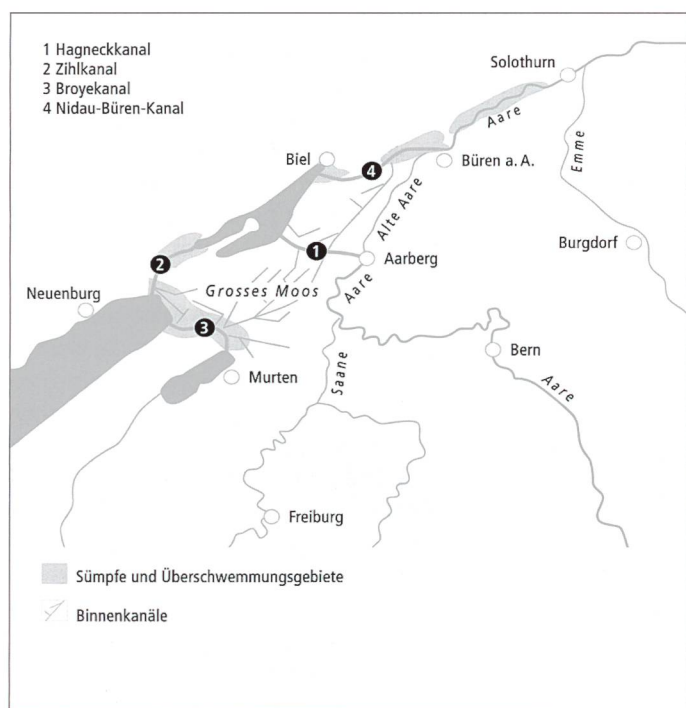 1 Hagneckkanal
2 Zihlkanal
3 Broyekanal
4 Nidau-Büren-Kanal
Solothurn
Aare
Emme
Biel
4
Büren a. A.
Alte Aare
1
Aarberg
Burgdorf
2
Grosses Moos
Aare
Neuenburg
3
Bern
Murten
Saane
Aare
Freiburg
Sümpfe und Überschwemmungsgebiete
Binnenkanäle